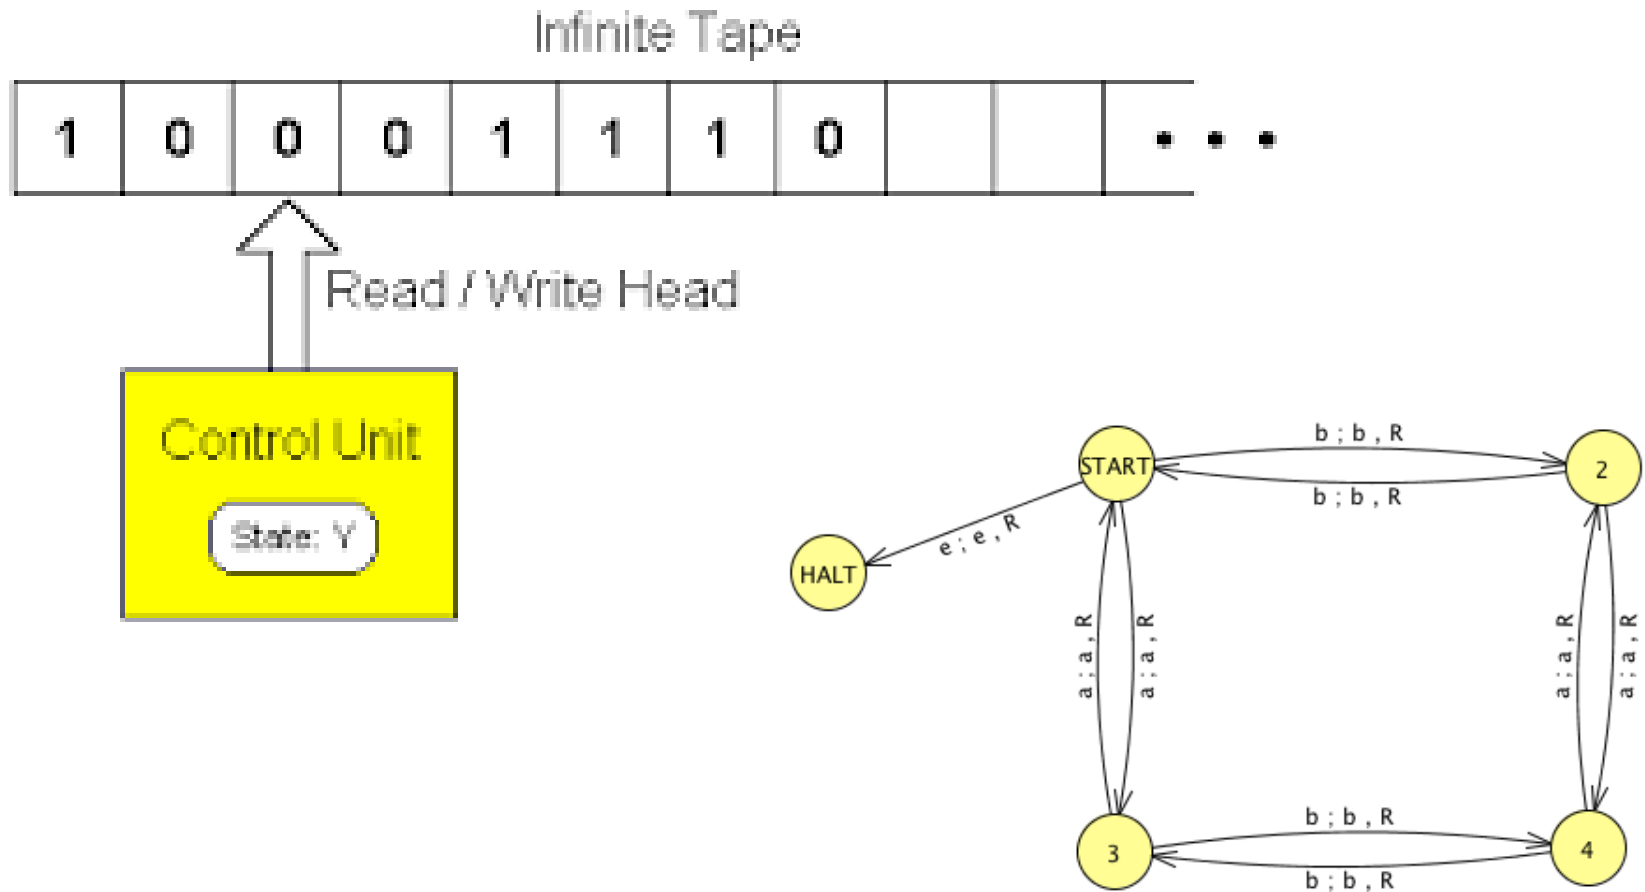 Infinite Tape
1 0 0 0 1 1 1 0 • • •
Read / Write Head
Control Unit
State: Y
b ; b , R
START
2
b ; b , R
e ; e , R
HALT
a ; a , R
a ; a , R
a ; a , R
a ; a , R
b ; b , R
3
4
b ; b , R